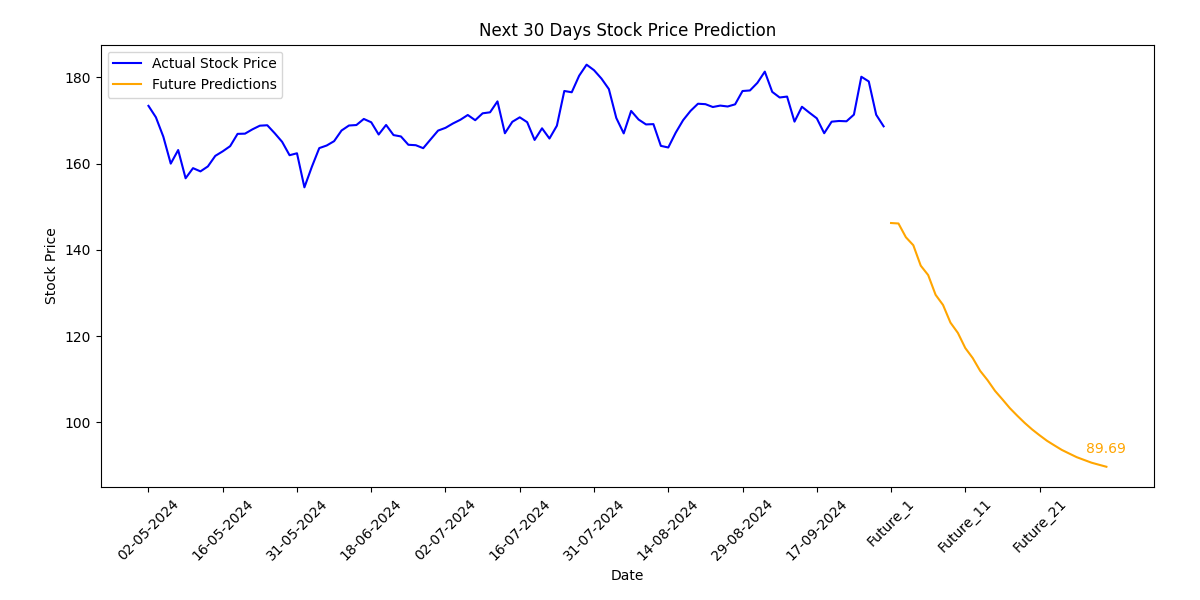 Next 30 Days Stock Price Prediction
Actual Stock Price
Future Predictions
Stock Price
180
160
140
120
100
89.69
02-05-2024
16-05-2024
31-05-2024
18-06-2024
02-07-2024
16-07-2024
31-07-2024
14-08-2024
29-08-2024
17-09-2024
Future_1
Future_11
Future_21
Date